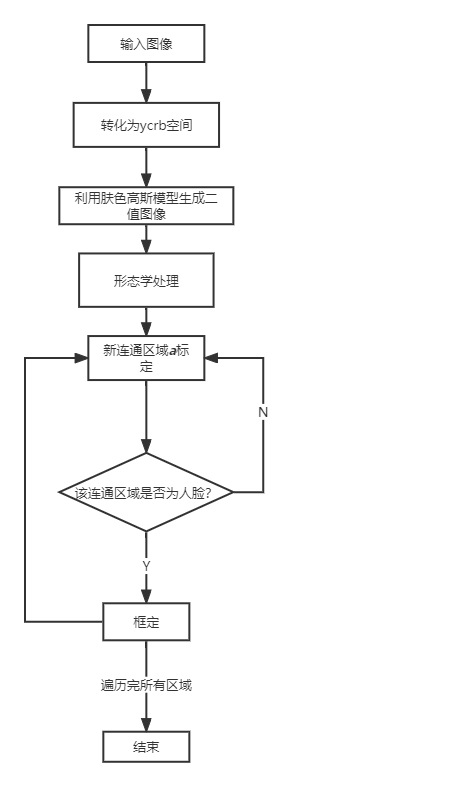 输入图像
转化为ycrb空间
利用肤色高斯模型生成二
值图像
形态学处理
新连通区域a标
定
N
该连通区域是否为人脸?
Y
框定
遍历完所有区域
结束